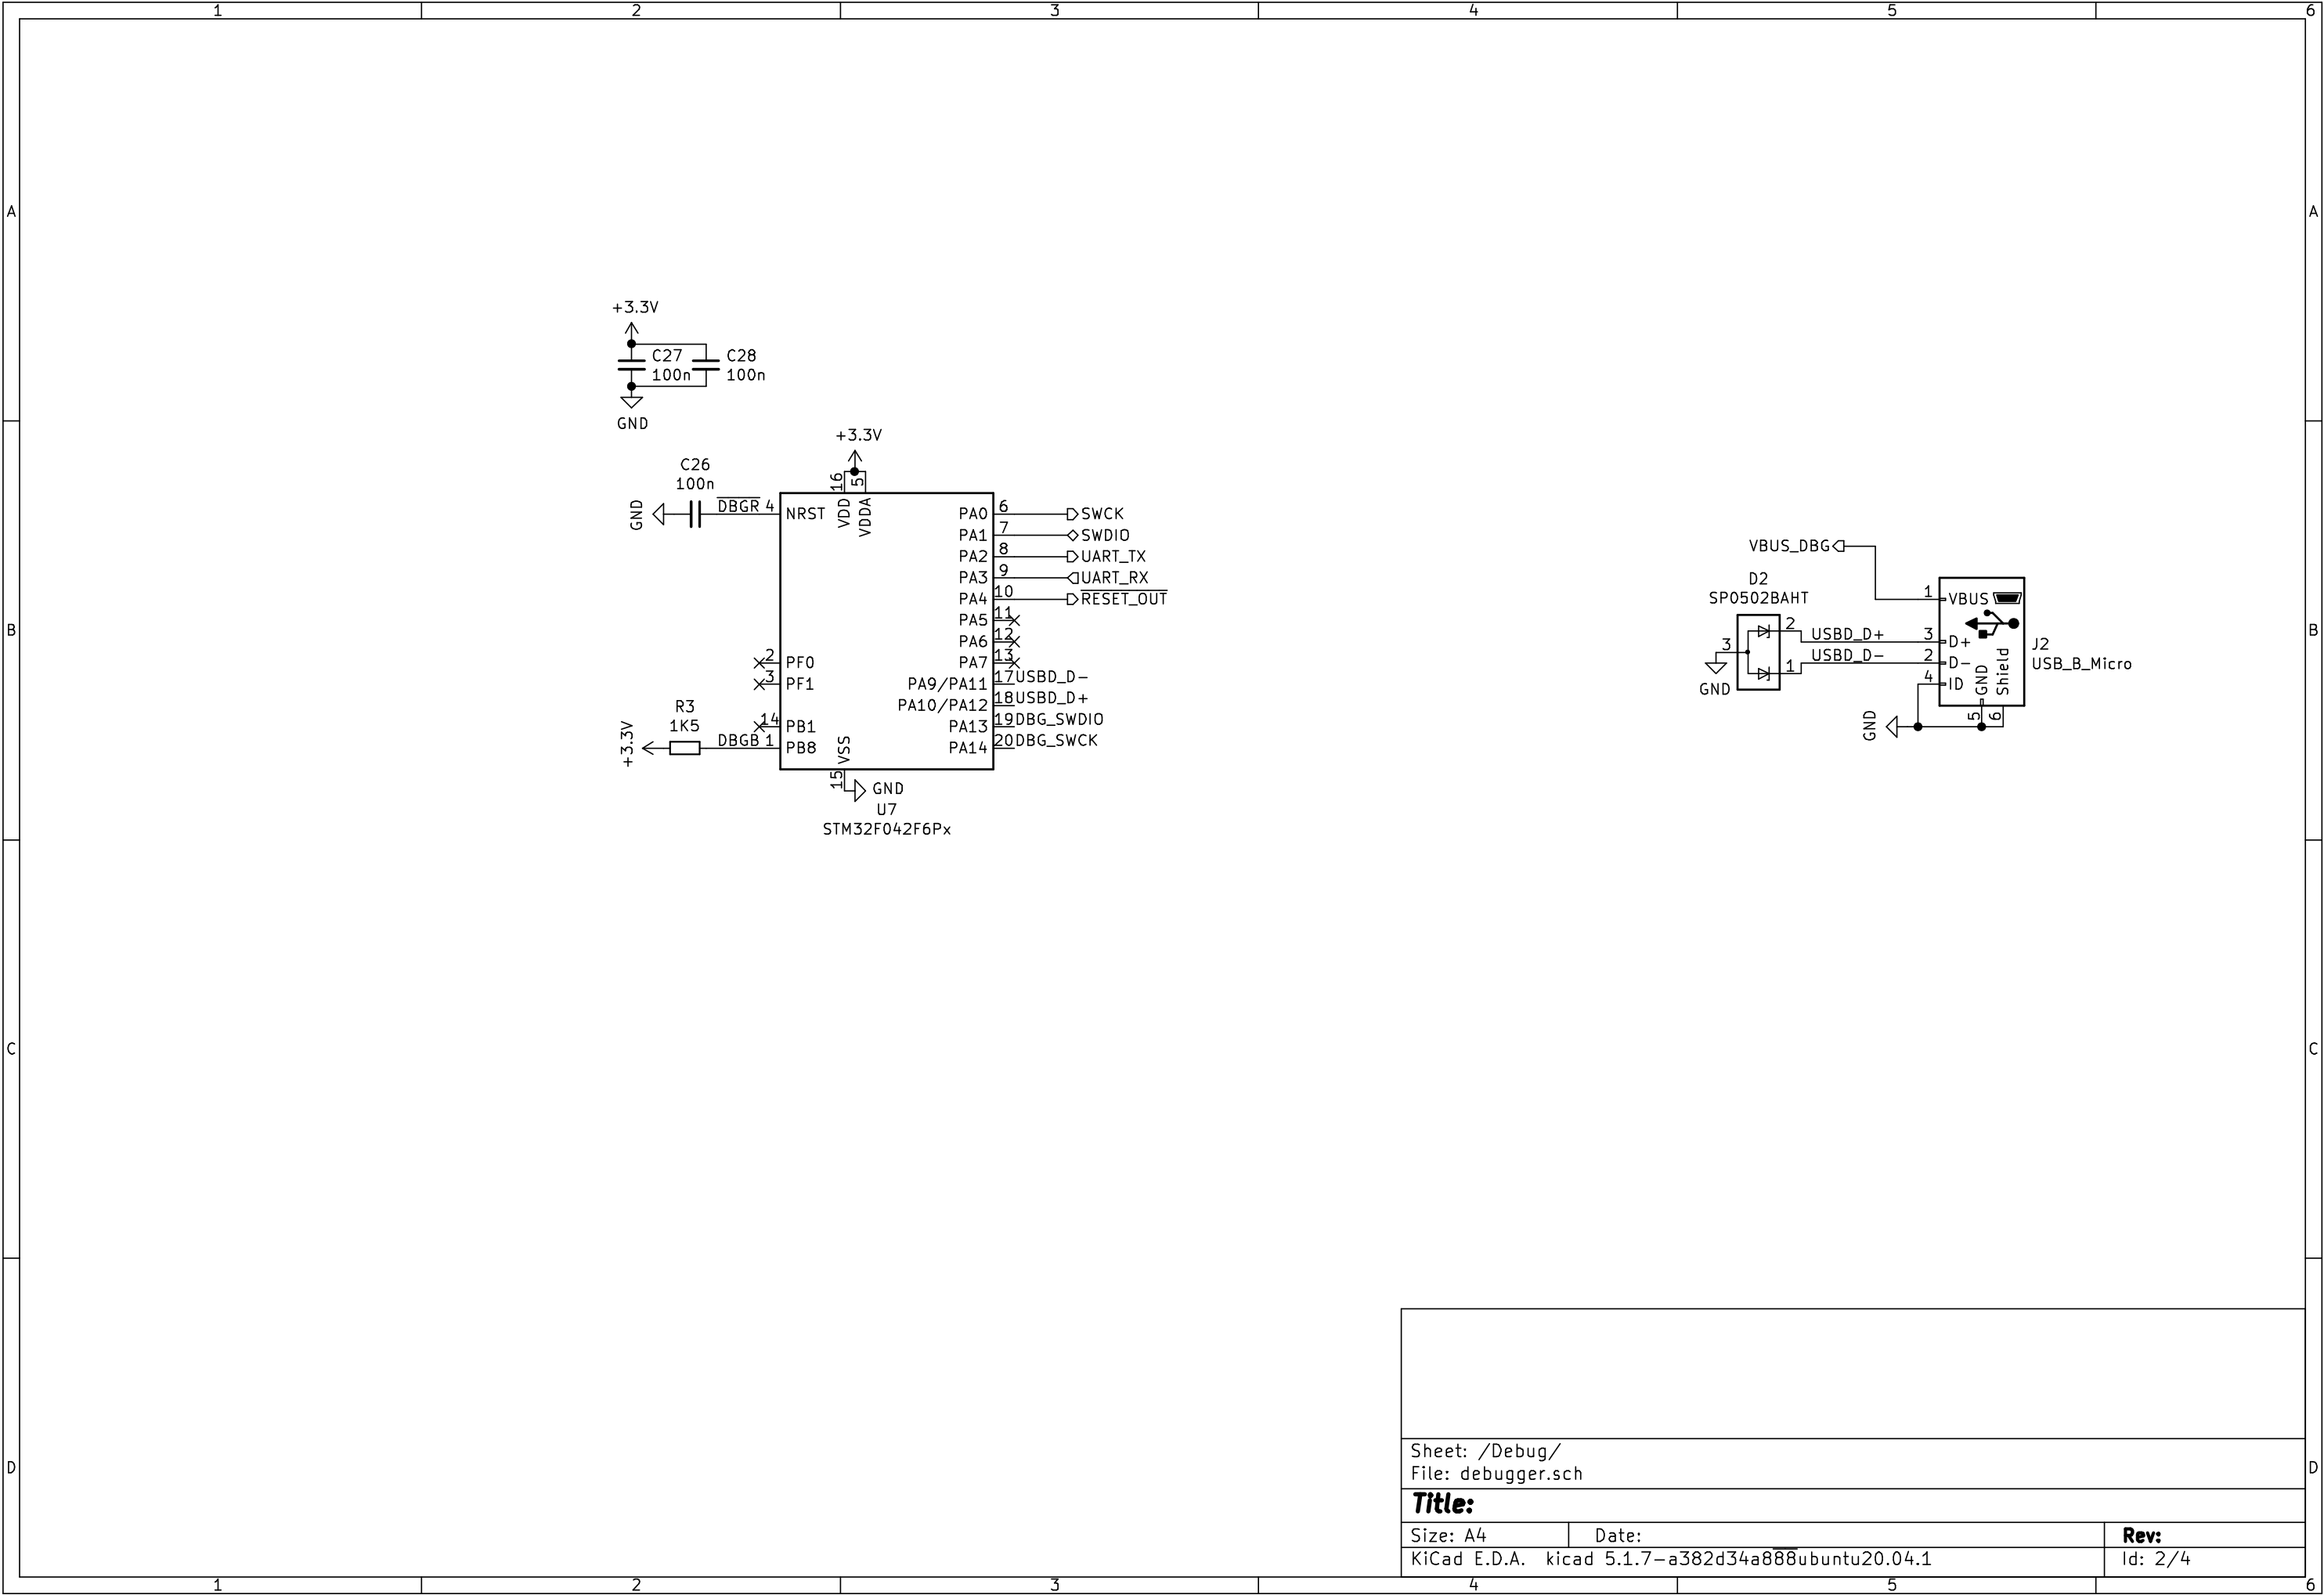 1 2 3 4 5 6
A A
+3.3V
C27 C28
100n 100n
GND
+3.3V
C26
100n
GND
DBGR 4 NRST
16 5
VDD VDDA
PA0 6 SWCK
PA1 7 SWDIO
PA2 8 UART_TX
PA3 9 UART_RX
PA4 10 RESET_OUT
PA5 11
PA6 12
PA7 13
2 PF0
3 PF1
PA9/PA11 17 USBD_D-
PA10/PA12 18 USBD_D+
14 PB1
PA13 19 DBG_SWDIO
R3
1K5
+3.3V
DBGB 1 PB8
PA14 20 DBG_SWCK
VSS
15
GND
U7
STM32F042F6Px
VBUS_DBG
D2
SP0502BAHT
1 VBUS
2 USBD_D+ 3 D+
3
1 USBD_D- 2 D-
4 ID
GND
GND Shield
5 6
GND
J2
USB_B_Micro
B B
C C
D D
Sheet: /Debug/
File: debugger.sch
Title:
Size: A4 Date: Rev:
KiCad E.D.A. kicad 5.1.7-a382d34a888ubuntu20.04.1 Id: 2/4
1 2 3 4 5 6